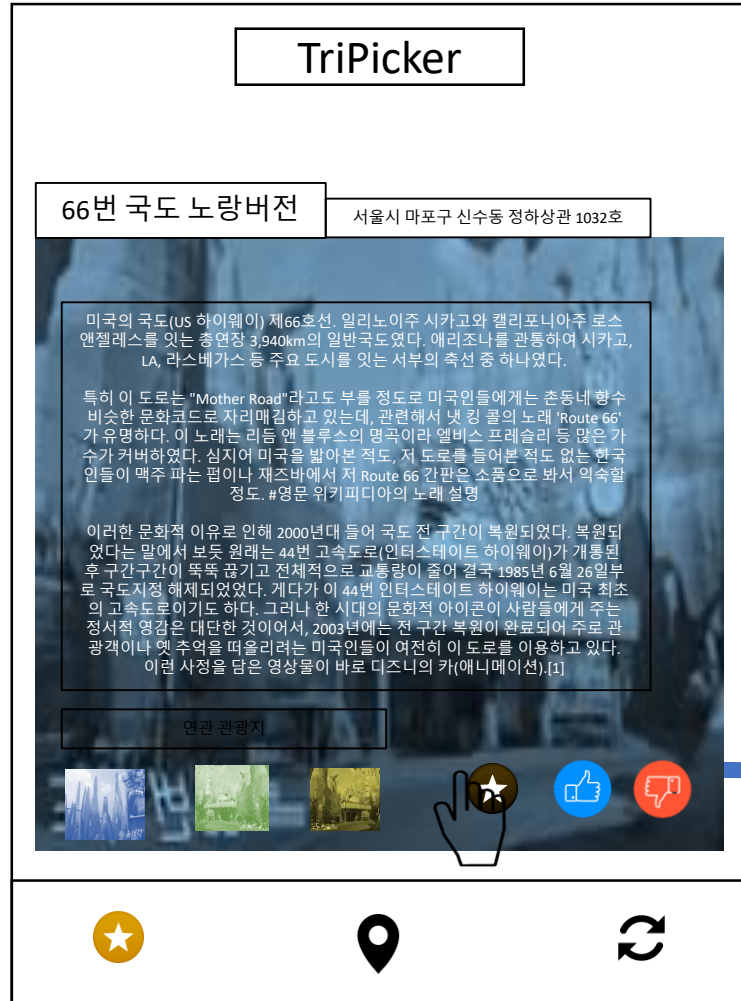 TriPicker
66번 국도 노랑버전
서울시 마포구 신수동 정하상관 1032호
미국의 국도(US 하이웨이) 제66호선. 일리노이주 시카고와 캘리포니아주 로스
앤젤레스를 잇는 총연장 3,940km의 일반국도였다. 애리조나를 관통하여 시카고,
LA, 라스베가스 등 주요 도시를 잇는 서부의 축선 중 하나였다.
특히 이 도로는 "Mother Road"라고도 부를 정도로 미국인들에게는 촌동네 향수
비슷한 문화코드로 자리매김하고 있는데, 관련해서 냇 킹 콜의 노래 'Route 66'
가 유명하다. 이 노래는 리듬 앤 블루스의 명곡이라 엘비스 프레슬리 등 많은 가
수가 커버하였다. 심지어 미국을 밟아본 적도, 저 도로를 들어본 적도 없는 한국
인들이 맥주 파는 펍이나 재즈바에서 저 Route 66 간판은 소품으로 봐서 익숙할
정도. #영문 위키피디아의 노래 설명
이러한 문화적 이유로 인해 2000년대 들어 국도 전 구간이 복원되었다. 복원되
었다는 말에서 보듯 원래는 44번 고속도로(인터스테이트 하이웨이)가 개통된
후 구간구간이 뚝뚝 끊기고 전체적으로 교통량이 줄어 결국 1985년 6월 26일부
로 국도지정 해제되었었다. 게다가 이 44번 인터스테이트 하이웨이는 미국 최초
의 고속도로이기도 하다. 그러나 한 시대의 문화적 아이콘이 사람들에게 주는
정서적 영감은 대단한 것이어서, 2003년에는 전 구간 복원이 완료되어 주로 관
광객이나 옛 추억을 떠올리려는 미국인들이 여전히 이 도로를 이용하고 있다.
이런 사정을 담은 영상물이 바로 디즈니의 카(애니메이션).[1]
연관 관광지